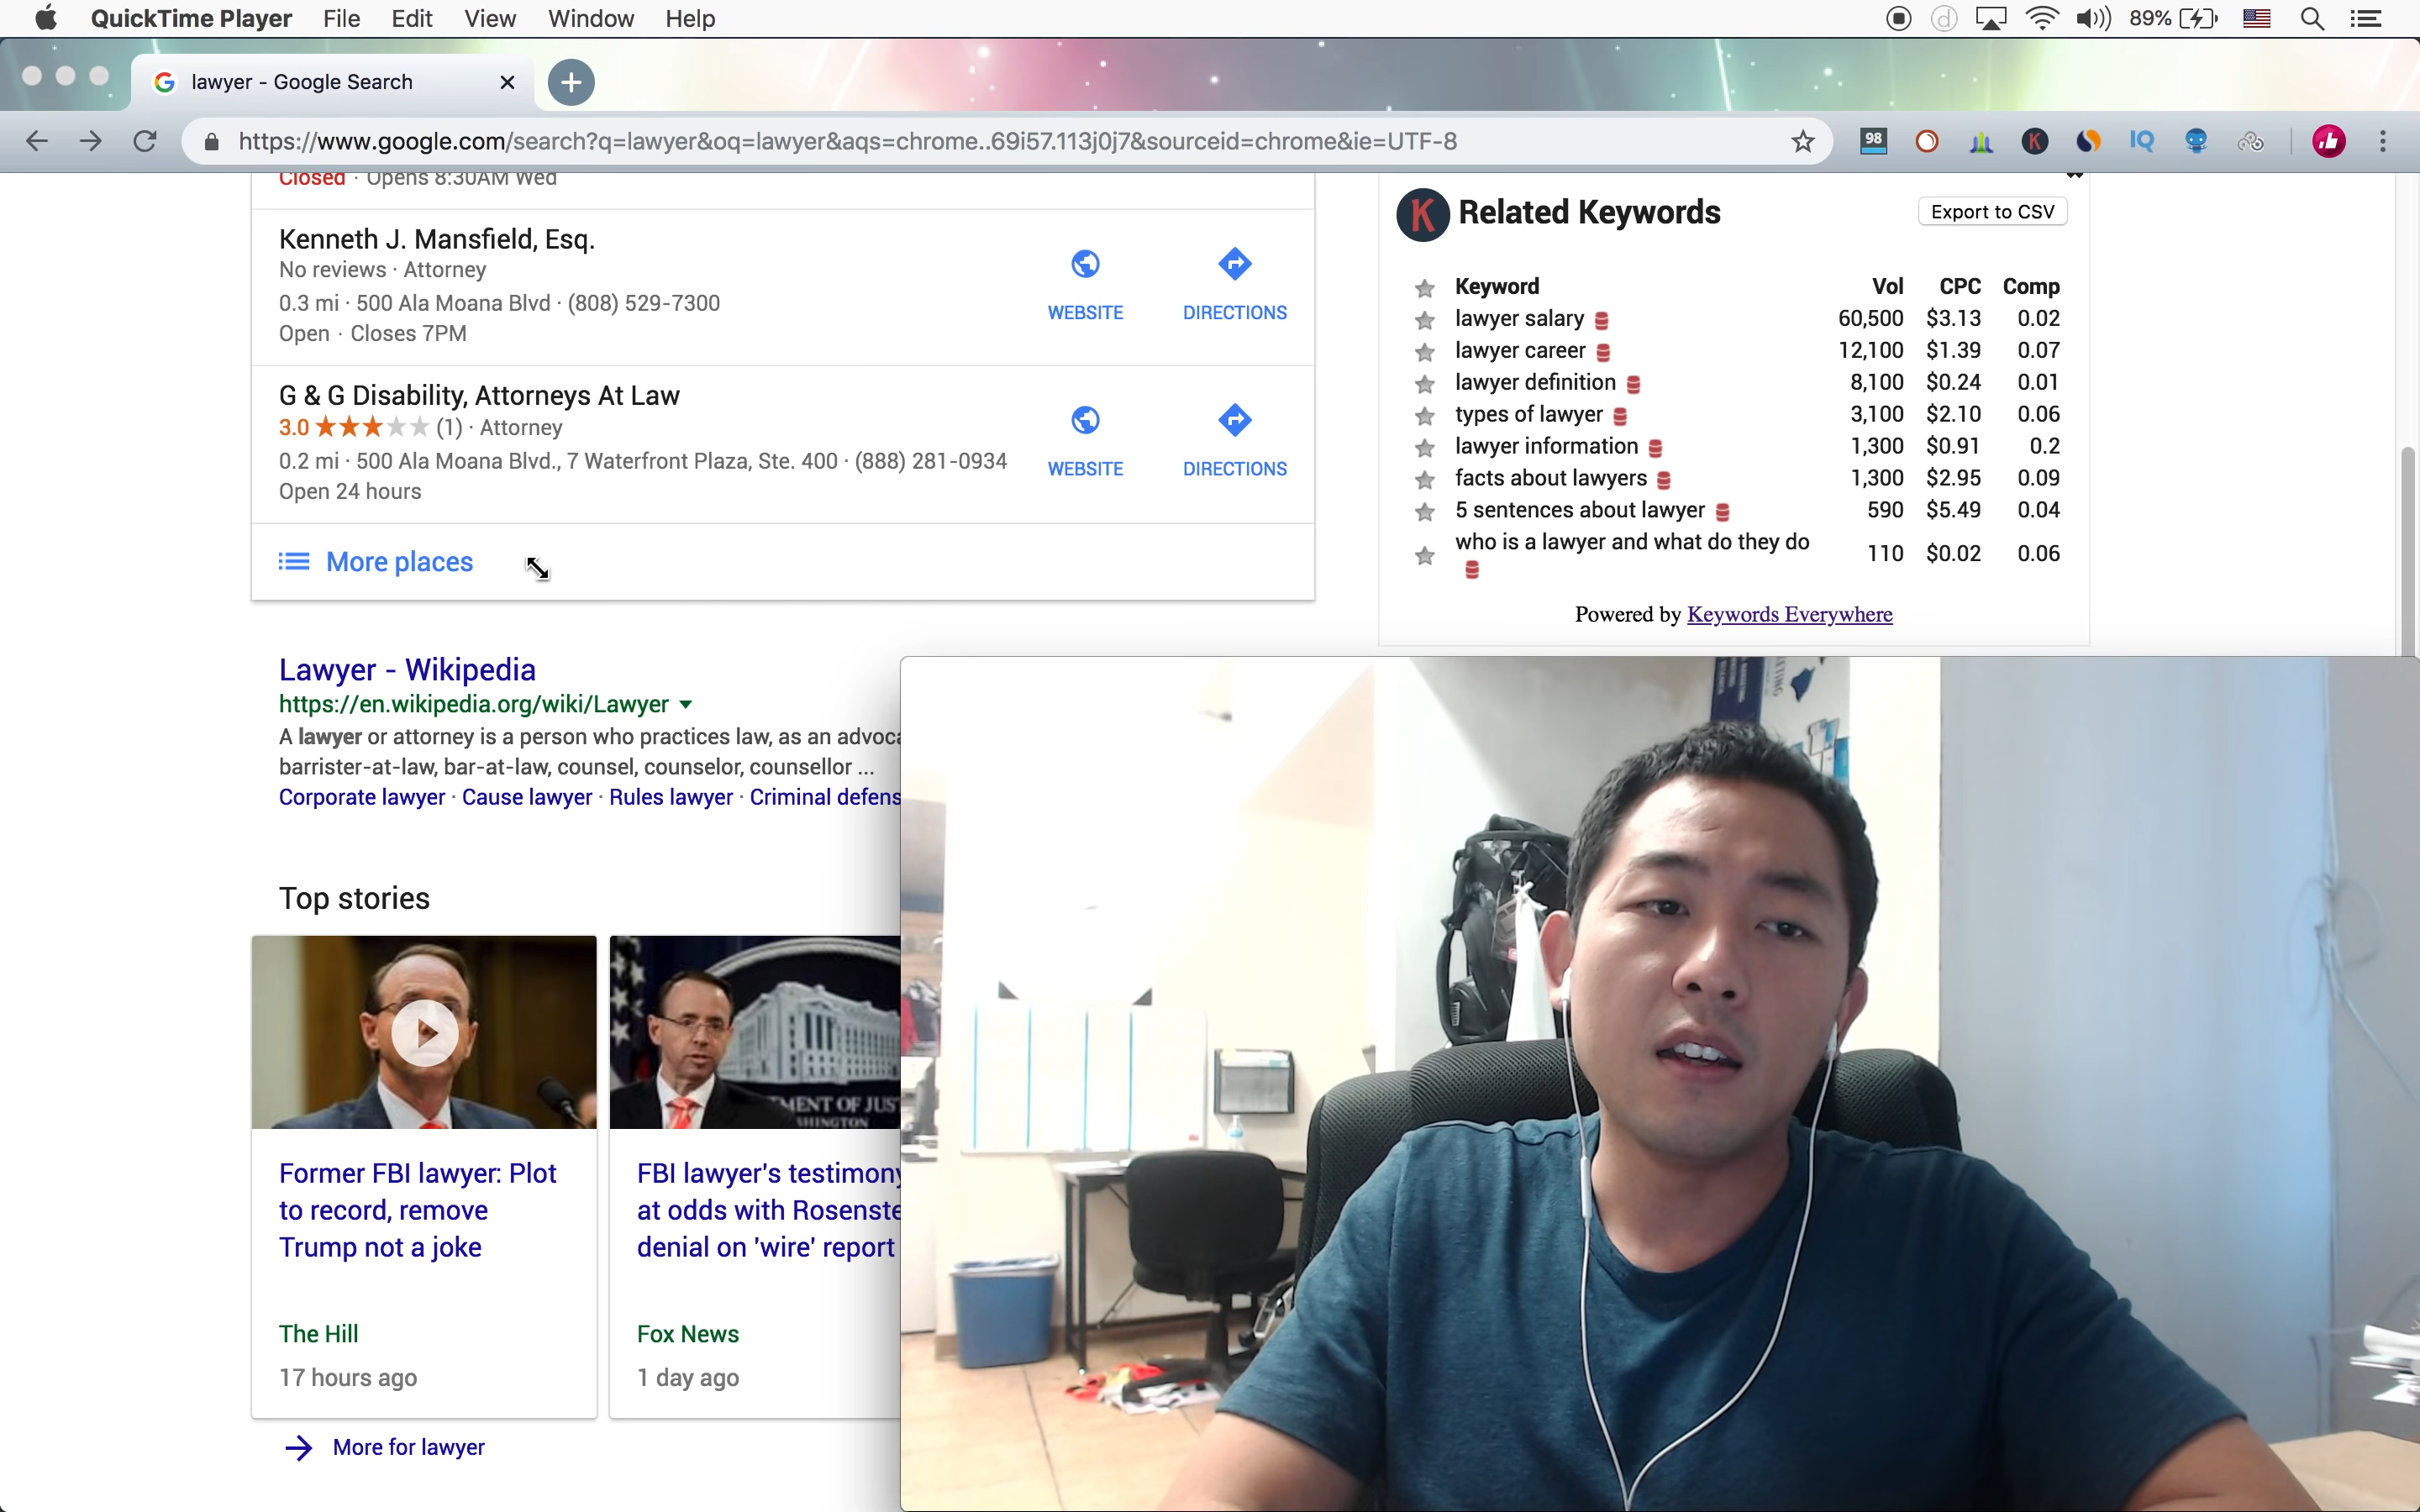 QuickTime Player File Edit View Window Help
89%
lawyer - Google Search
https://www.google.com/search?q=lawyer&oq=lawyer&aqs=chrome..69i57.113j0j7&sourceid=chrome&ie=UTF-8
98
IQ
Closed · Opens 8:30AM Wed
Kenneth J. Mansfield, Esq.
No reviews · Attorney
0.3 mi · 500 Ala Moana Blvd · (808) 529-7300
Open · Closes 7PM
WEBSITE
DIRECTIONS
G & G Disability, Attorneys At Law
3.0 (1) · Attorney
0.2 mi · 500 Ala Moana Blvd., 7 Waterfront Plaza, Ste. 400 · (888) 281-0934
Open 24 hours
WEBSITE
DIRECTIONS
More places
Lawyer - Wikipedia
https://en.wikipedia.org/wiki/Lawyer
A lawyer or attorney is a person who practices law, as an advoca
barrister-at-law, bar-at-law, counsel, counselor, counsellor ...
Corporate lawyer · Cause lawyer · Rules lawyer · Criminal defens
Top stories
Former FBI lawyer: Plot
to record, remove
Trump not a joke
The Hill
17 hours ago
MENT OF JUS
SHINGTON
FBI lawyer's testimony
at odds with Rosenste
denial on 'wire' report
Fox News
1 day ago
More for lawyer
K Related Keywords
Export to CSV
Keyword Vol CPC Comp
lawyer salary 60,500 $3.13 0.02
lawyer career 12,100 $1.39 0.07
lawyer definition 8,100 $0.24 0.01
types of lawyer 3,100 $2.10 0.06
lawyer information 1,300 $0.91 0.2
facts about lawyers 1,300 $2.95 0.09
5 sentences about lawyer 590 $5.49 0.04
who is a lawyer and what do they do 110 $0.02 0.06
Powered by Keywords Everywhere